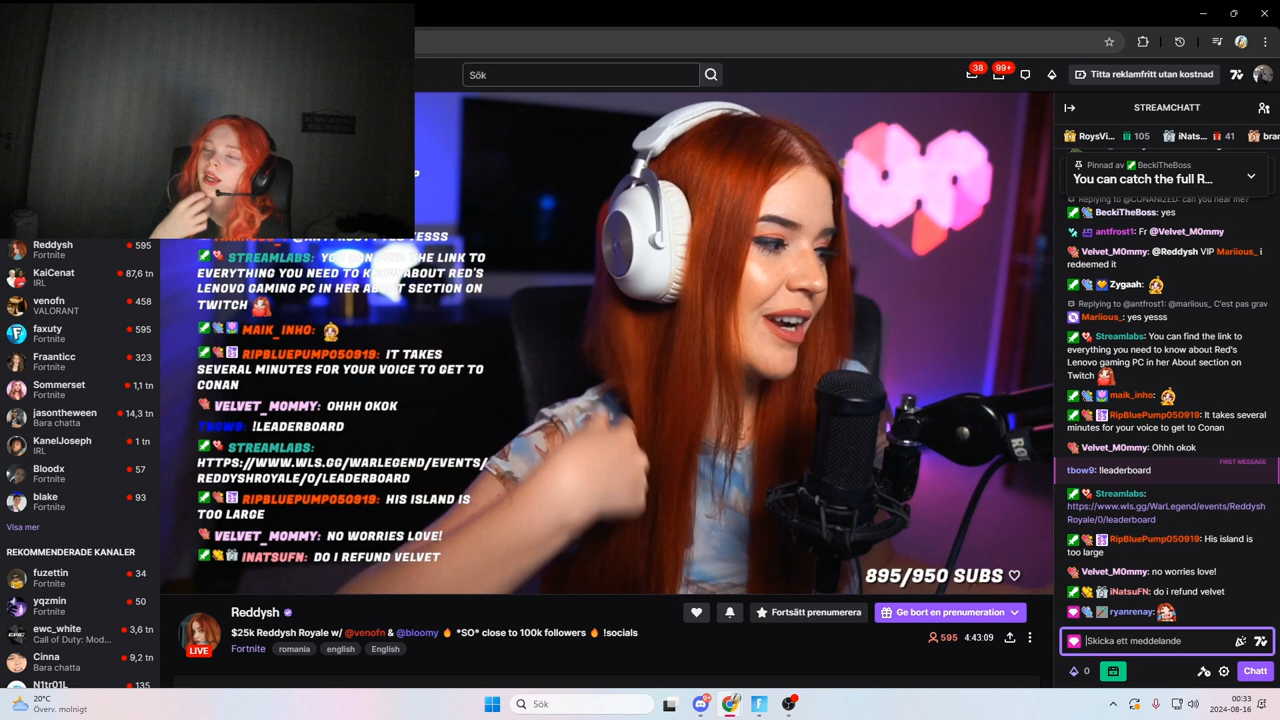 Sök
38
99+
Titta reklamfritt utan kostnad
STREAMCHATT
RoysVi... 105 iNats... 41 bran
Pinnad av BeckiTheBoss
You can catch the full R...
Replying to @CONANIZED: can you hear me?
BeckiTheBoss: yes
antfrost1: Fr @Velvet_M0mmy
Velvet_M0mmy: @Reddysh VIP Mariious_ i
redeemed it
Zygaah:
Replying to @antfrost1: @mariious_ C'est pas grav
Mariious_: yes yesss
Streamlabs: You can find the link to
everything you need to know about Red's
Lenovo gaming PC in her About section on
Twitch
maik_inho:
RipBluePump050919: It takes several
minutes for your voice to get to Conan
Velvet_M0mmy: Ohhh okok
FIRST MESSAGE
tbow9: !leaderboard
Streamlabs:
https://www.wls.gg/WarLegend/events/Reddysh
Royale/0/leaderboard
RipBluePump050919: His island is
too large
Velvet_M0mmy: no worries love!
iNatsuFN: do i refund velvet
ryanrenay:
Skicka ett meddelande
0
Chatt
Reddysh 595
Fortnite
KaiCenat 87,6 tn
IRL
venofn 458
VALORANT
faxuty 595
Fortnite
Fraanticc 323
Fortnite
Sommerset 1,1 tn
Fortnite
jasontheween 14,3 tn
Bara chatta
KanelJoseph 1 tn
IRL
Bloodx 57
Fortnite
blake 93
Fortnite
Visa mer
REKOMMENDERADE KANALER
fuzettin 34
Fortnite
yqzmin 50
Fortnite
ewc_white 3,6 tn
Call of Duty: Mod...
Cinna 9,2 tn
Bara chatta
N1tr01L 135
STREAMLABS: YOU CAN FIND THE LINK TO
EVERYTHING YOU NEED TO KNOW ABOUT RED'S
LENOVO GAMING PC IN HER ABOUT SECTION ON
TWITCH
MAIK_INHO:
RIPBLUEPUMP050919: IT TAKES
SEVERAL MINUTES FOR YOUR VOICE TO GET TO
CONAN
VELVET_M0MMY: OHHH OKOK
TBOW9: !LEADERBOARD
STREAMLABS:
HTTPS://WWW.WLS.GG/WARLEGEND/EVENTS/
REDDYSHROYALE/0/LEADERBOARD
RIPBLUEPUMP050919: HIS ISLAND IS
TOO LARGE
VELVET_M0MMY: NO WORRIES LOVE!
INATSUFN: DO I REFUND VELVET
895/950 SUBS
LIVE
Reddysh
$25k Reddysh Royale w/ @venofn & @bloomy *SO* close to 100k followers !socials
Fortnite romania english English
Fortsätt prenumerera
Ge bort en prenumeration
595 4:43:09
20°C
Överv. molnigt
Sök
00:33
2024-08-16